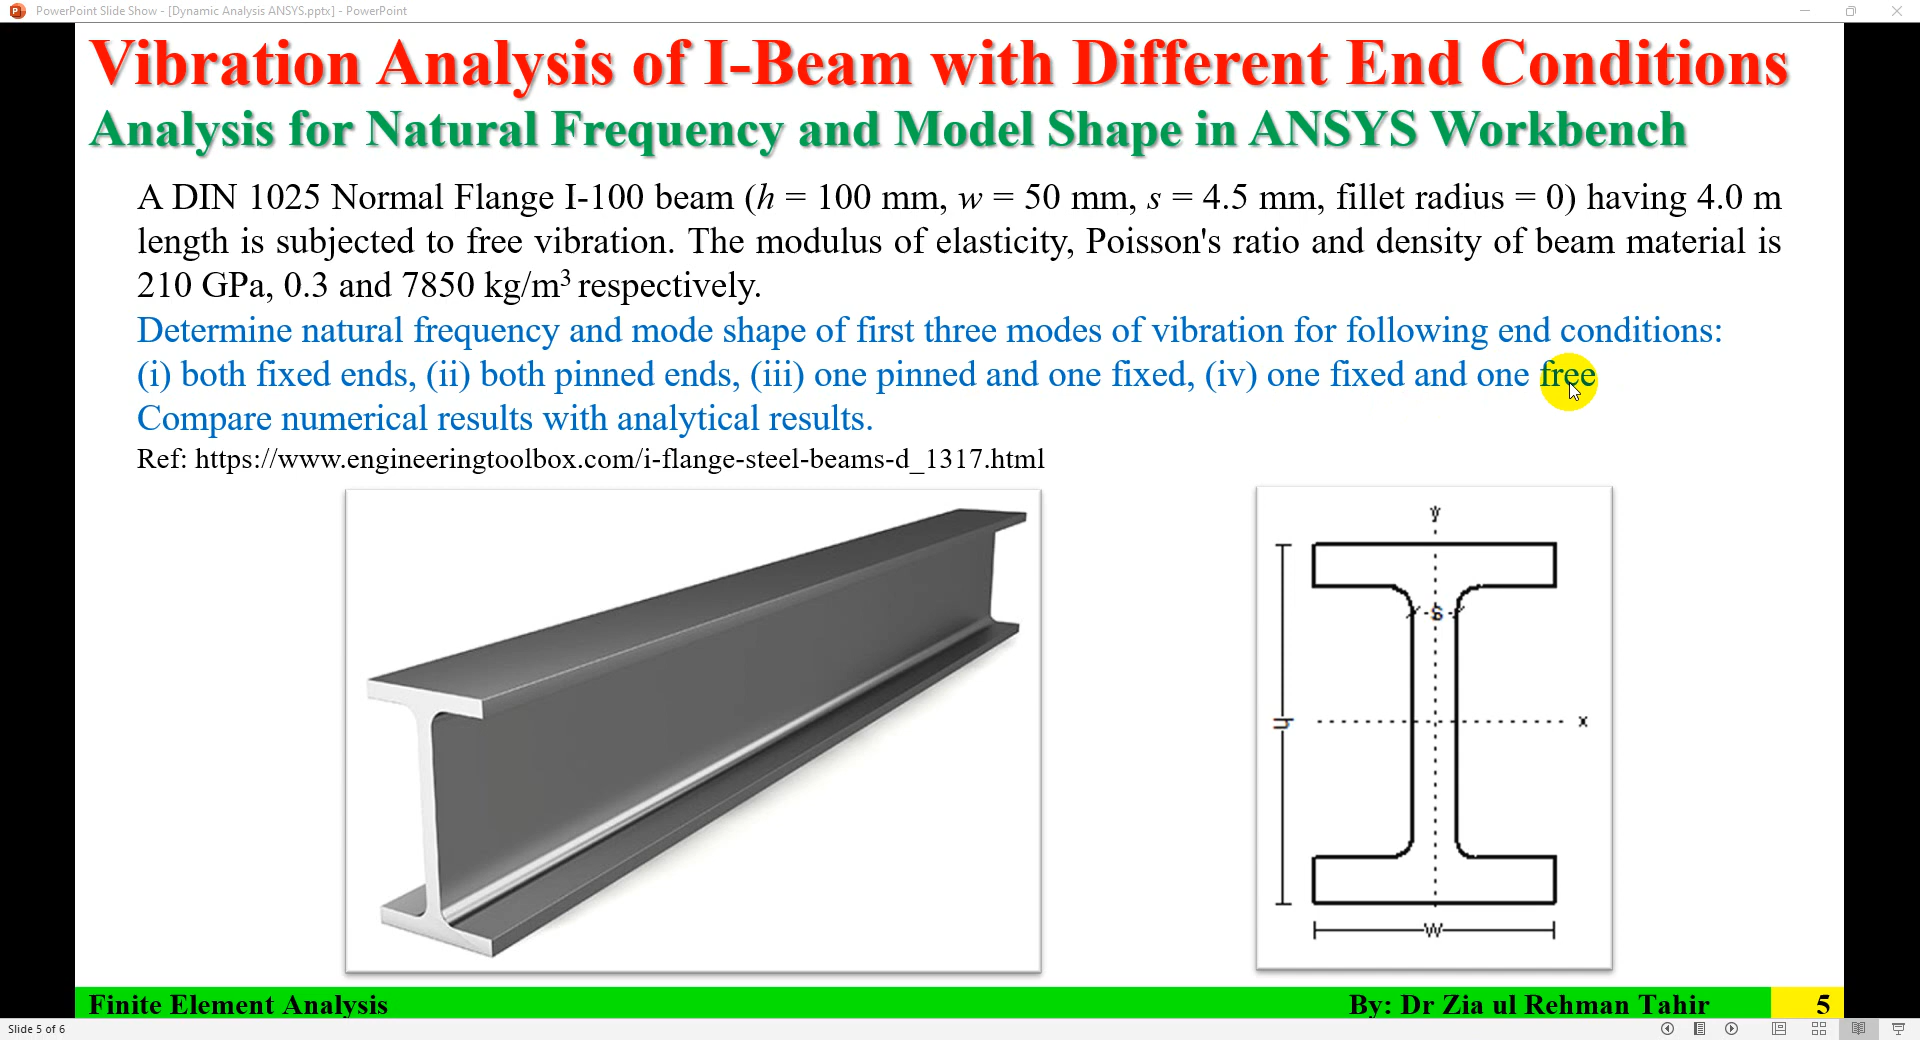 PowerPoint Slide Show - [Dynamic Analysis ANSYS.pptx] - PowerPoint
Vibration Analysis of I-Beam with Different End Conditions
Analysis for Natural Frequency and Model Shape in ANSYS Workbench
A DIN 1025 Normal Flange I-100 beam (h = 100 mm, w = 50 mm, s = 4.5 mm, fillet radius = 0) having 4.0 m
length is subjected to free vibration. The modulus of elasticity, Poisson's ratio and density of beam material is
210 GPa, 0.3 and 7850 kg/m³ respectively.
Determine natural frequency and mode shape of first three modes of vibration for following end conditions:
(i) both fixed ends, (ii) both pinned ends, (iii) one pinned and one fixed, (iv) one fixed and one free
Compare numerical results with analytical results.
Ref: https://www.engineeringtoolbox.com/i-flange-steel-beams-d_1317.html
y
s
h
x
w
Finite Element Analysis
By: Dr Zia ul Rehman Tahir
5
Slide 5 of 6